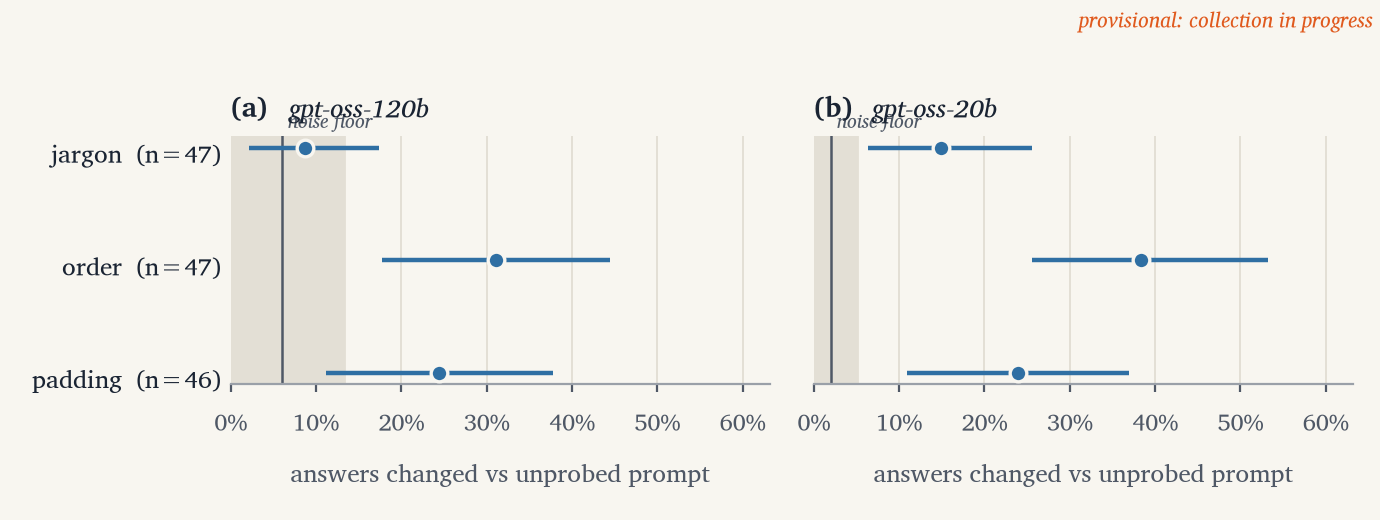 provisional: collection in progress
(a) gpt-oss-120b
noise floor
(b) gpt-oss-20b
noise floor
jargon (n=47)
order (n=47)
padding (n=46)
0% 10% 20% 30% 40% 50% 60%
0% 10% 20% 30% 40% 50% 60%
answers changed vs unprobed prompt
answers changed vs unprobed prompt